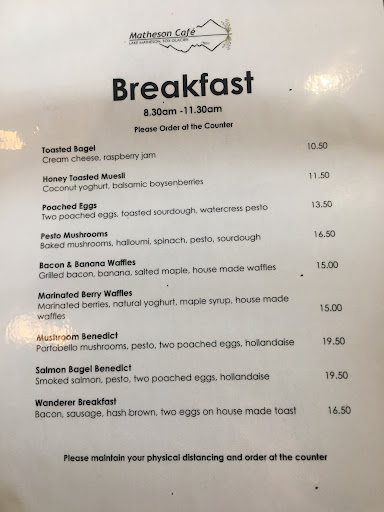 Matheson Café
LAKE MATHESON, FOX GLACIER
Breakfast
8.30am -11.30am
Please Order at the Counter
Toasted Bagel 10.50
Cream cheese, raspberry jam
Honey Toasted Muesli 11.50
Coconut yoghurt, balsamic boysenberries
Poached Eggs 13.50
Two poached eggs, toasted sourdough, watercress pesto
Pesto Mushrooms 16.50
Baked mushrooms, halloumi, spinach, pesto, sourdough
Bacon & Banana Waffles 15.00
Grilled bacon, banana, salted maple, house made waffles
Marinated Berry Waffles
Marinated berries, natural yoghurt, maple syrup, house made
waffles 15.00
Mushroom Benedict 19.50
Portobello mushrooms, pesto, two poached eggs, hollandaise
Salmon Bagel Benedict 19.50
Smoked salmon, pesto, two poached eggs, hollandaise
Wanderer Breakfast 16.50
Bacon, sausage, hash brown, two eggs on house made toast
Please maintain your physical distancing and order at the counter